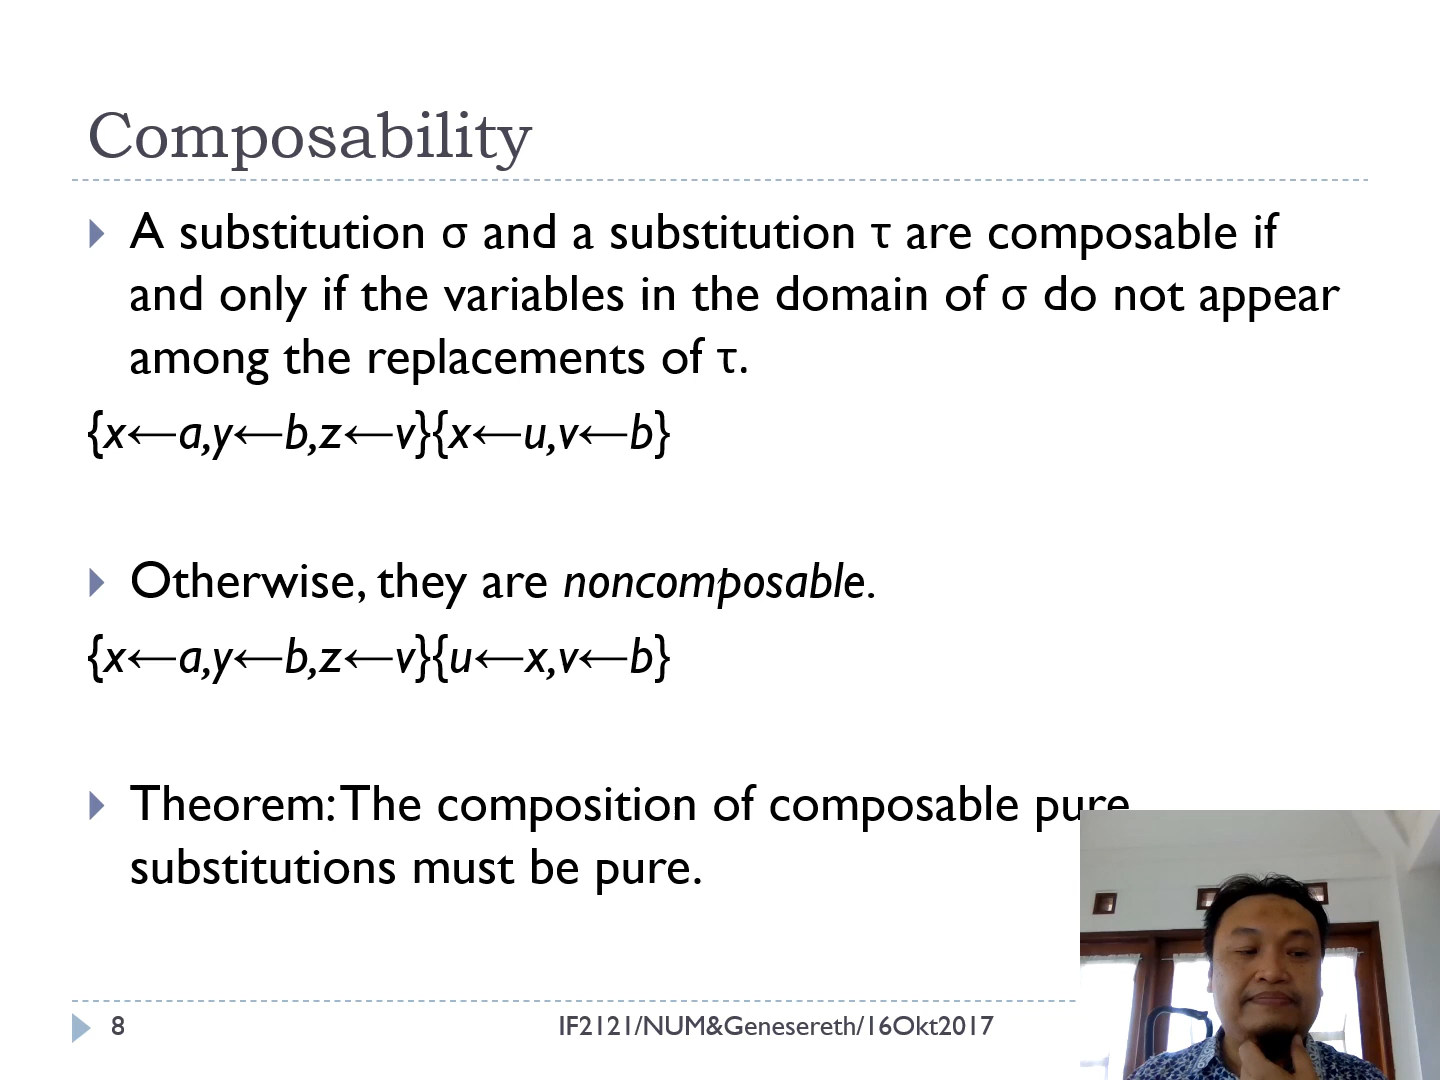 Composability
A substitution σ and a substitution τ are composable if
and only if the variables in the domain of σ do not appear
among the replacements of τ.
{x←a,y←b,z←v}{x←u,v←b}
Otherwise, they are noncomposable.
{x←a,y←b,z←v}{u←x,v←b}
Theorem: The composition of composable pure
substitutions must be pure.
8
IF2121/NUM&Genesereth/16Okt2017